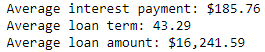 Average interest payment: $185.76
Average loan term: 43.29
Average loan amount: $16,241.59